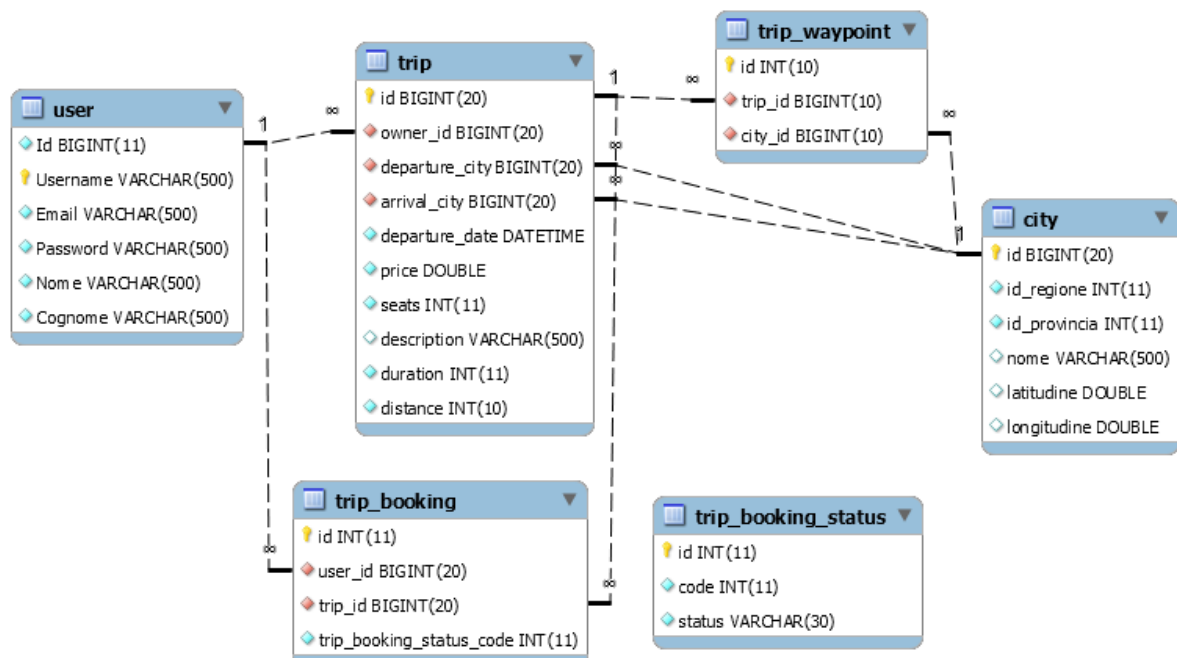 user
Id BIGINT(11)
Username VARCHAR(500)
Email VARCHAR(500)
Password VARCHAR(500)
Nome VARCHAR(500)
Cognome VARCHAR(500)
1
∞
trip
id BIGINT(20)
owner_id BIGINT(20)
departure_city BIGINT(20)
arrival_city BIGINT(20)
departure_date DATETIME
price DOUBLE
seats INT(11)
description VARCHAR(500)
duration INT(11)
distance INT(10)
1
∞
∞
∞
trip_waypoint
id INT(10)
trip_id BIGINT(10)
city_id BIGINT(10)
∞
1
city
id BIGINT(20)
id_regione INT(11)
id_provincia INT(11)
nome VARCHAR(500)
latitudine DOUBLE
longitudine DOUBLE
trip_booking
id INT(11)
user_id BIGINT(20)
trip_id BIGINT(20)
trip_booking_status_code INT(11)
∞
∞
trip_booking_status
id INT(11)
code INT(11)
status VARCHAR(30)